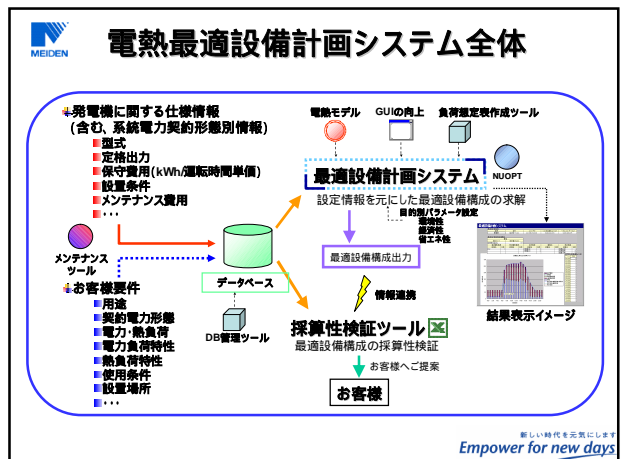 MEIDEN
電熱最適設備計画システム全体
発電機に関する仕様情報
(含む、系統電力契約形態別情報)
型式
定格出力
保守費用(kWh/運転時間単価)
設置条件
メンテナンス費用
・・・
メンテナンス
ツール
お客様要件
用途
契約電力形態
電力・熱負荷
電力負荷特性
熱負荷特性
使用条件
設置場所
・・・
データベース
DB管理ツール
電熱モデル
GUIの向上
負荷想定表作成ツール
最適設備計画システム
NUOPT
設定情報を元にした最適設備構成の求解
目的別パラメータ設定
環境性
経済性
省エネ性
最適設備構成出力
情報連携
採算性検証ツール
最適設備構成の採算性検証
お客様へご提案
お客様
結果表示イメージ
新しい時代を元気にします
Empower for new days